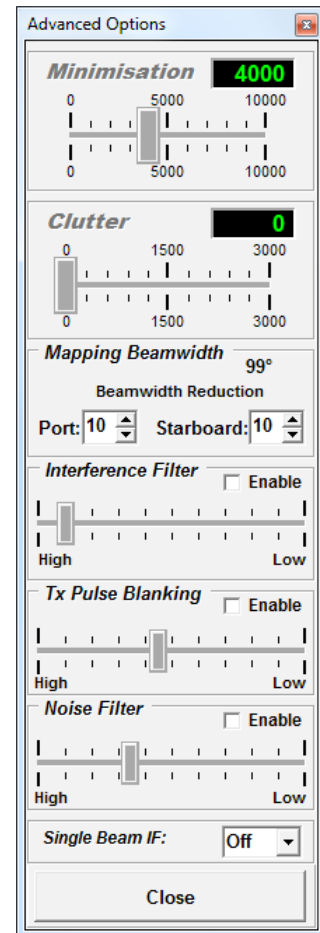 Advanced Options
Minimisation 4000
0 5000 10000
0 5000 10000
Clutter 0
0 1500 3000
0 1500 3000
Mapping Beamwidth 99°
Beamwidth Reduction
Port: 10 Starboard: 10
Interference Filter Enable
High Low
Tx Pulse Blanking Enable
High Low
Noise Filter Enable
High Low
Single Beam IF: Off
Close